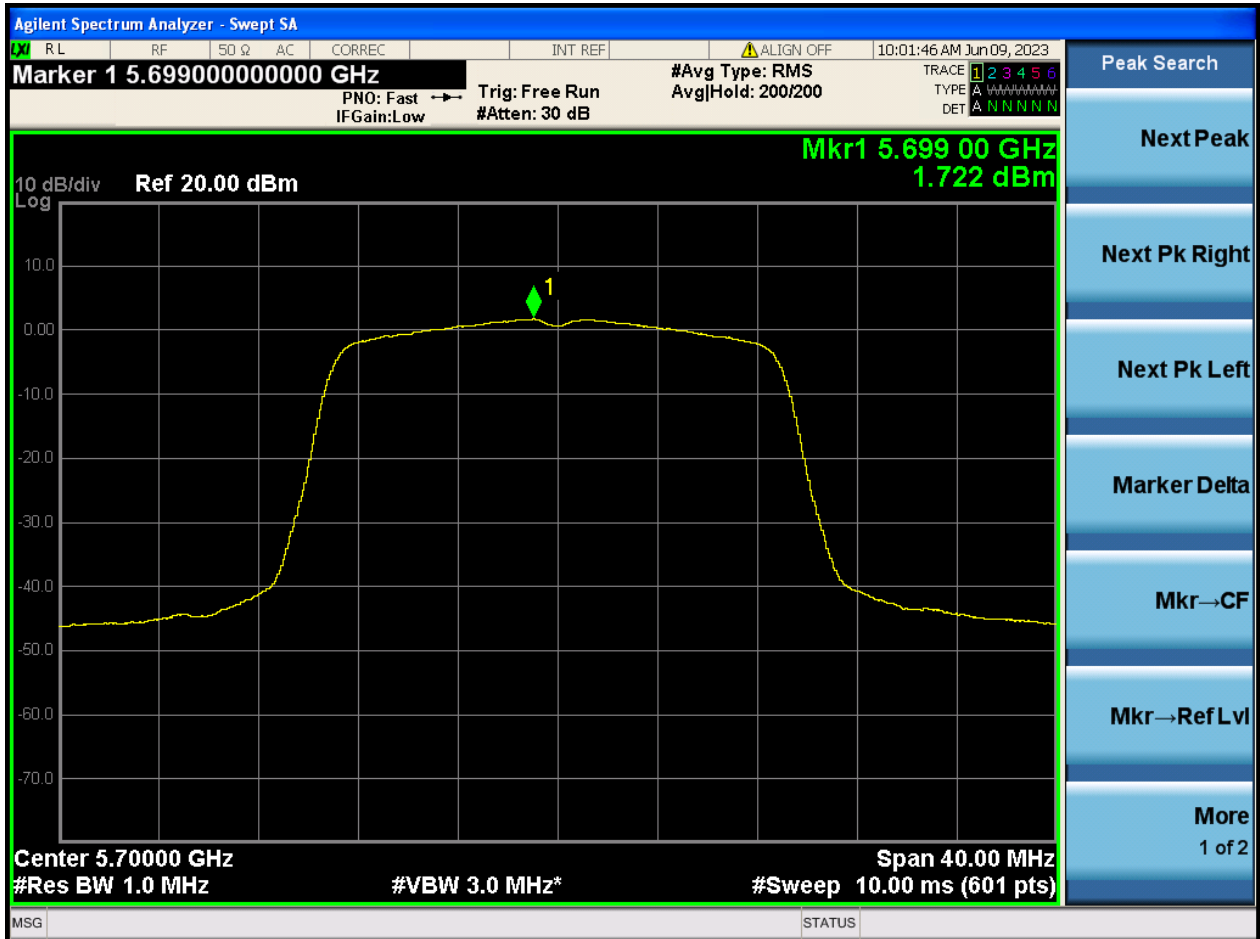 Agilent Spectrum Analyzer - Swept SA
LXI RL RF 50 Ω AC CORREC INT REF ALIGN OFF 10:01:46 AM Jun 09, 2023
Marker 1 5.699000000000 GHz
PNO: Fast
IFGain:Low
Trig: Free Run
#Atten: 30 dB
#Avg Type: RMS
Avg|Hold: 200/200
TRACE 1 2 3 4 5 6
TYPE A WWWWWW
DET A N N N N N
Mkr1 5.699 00 GHz
1.722 dBm
10 dB/div Ref 20.00 dBm
Log
1
10.0
0.00
-10.0
-20.0
-30.0
-40.0
-50.0
-60.0
-70.0
Center 5.70000 GHz Span 40.00 MHz
#Res BW 1.0 MHz #VBW 3.0 MHz* #Sweep 10.00 ms (601 pts)
MSG STATUS
Peak Search
Next Peak
Next Pk Right
Next Pk Left
Marker Delta
Mkr→CF
Mkr→Ref Lvl
More
1 of 2